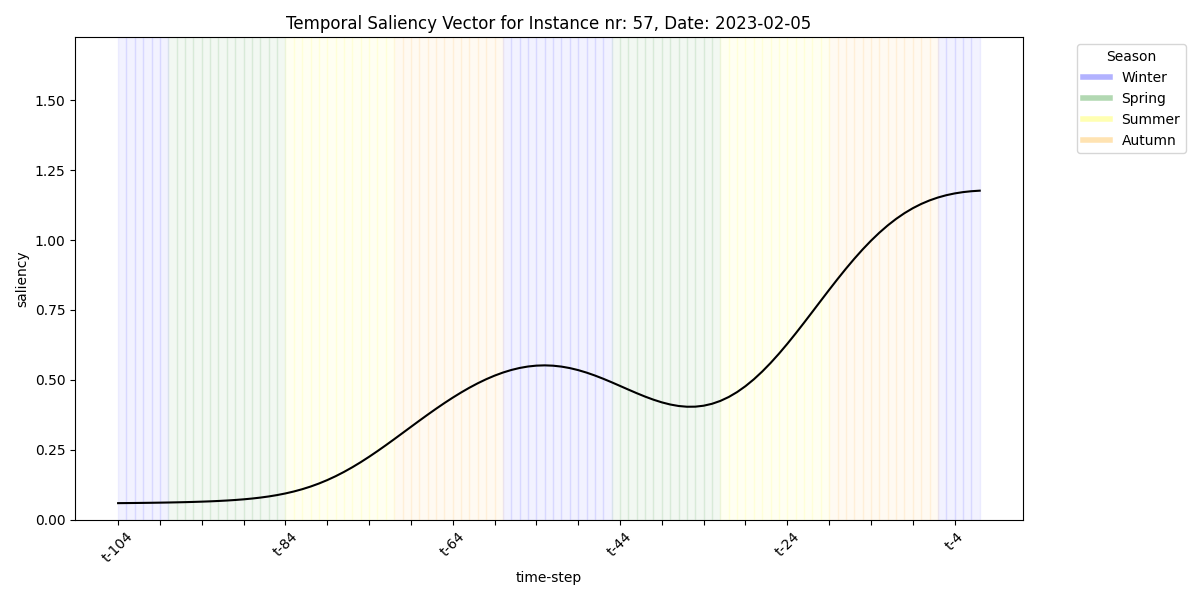 Temporal Saliency Vector for Instance nr: 57, Date: 2023-02-05
Season
Winter
Spring
Summer
Autumn
saliency
1.50
1.25
1.00
0.75
0.50
0.25
0.00
t-104
t-84
t-64
t-44
t-24
t-4
time-step